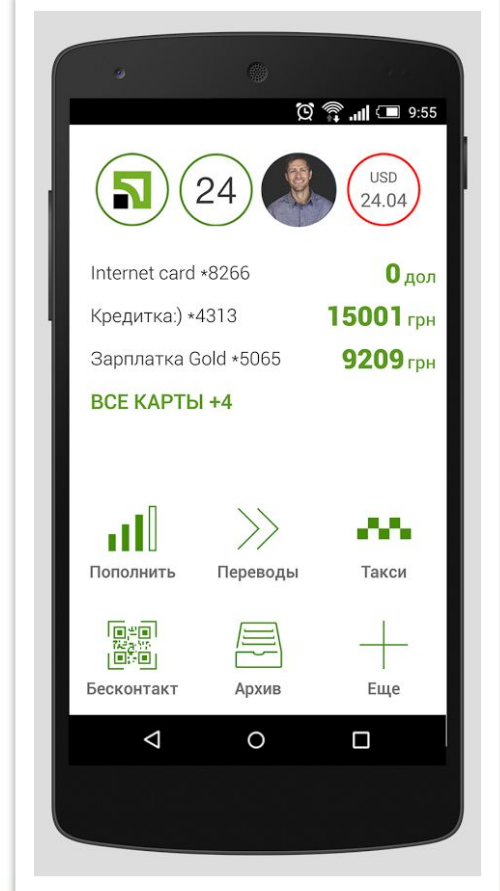 9:55
24
USD
24.04
Internet card *8266 0 дол
Кредитка:) *4313 15001 грн
Зарплатка Gold *5065 9209 грн
ВСЕ КАРТЫ +4
Пополнить Переводы Такси
Бесконтакт Архив Еще